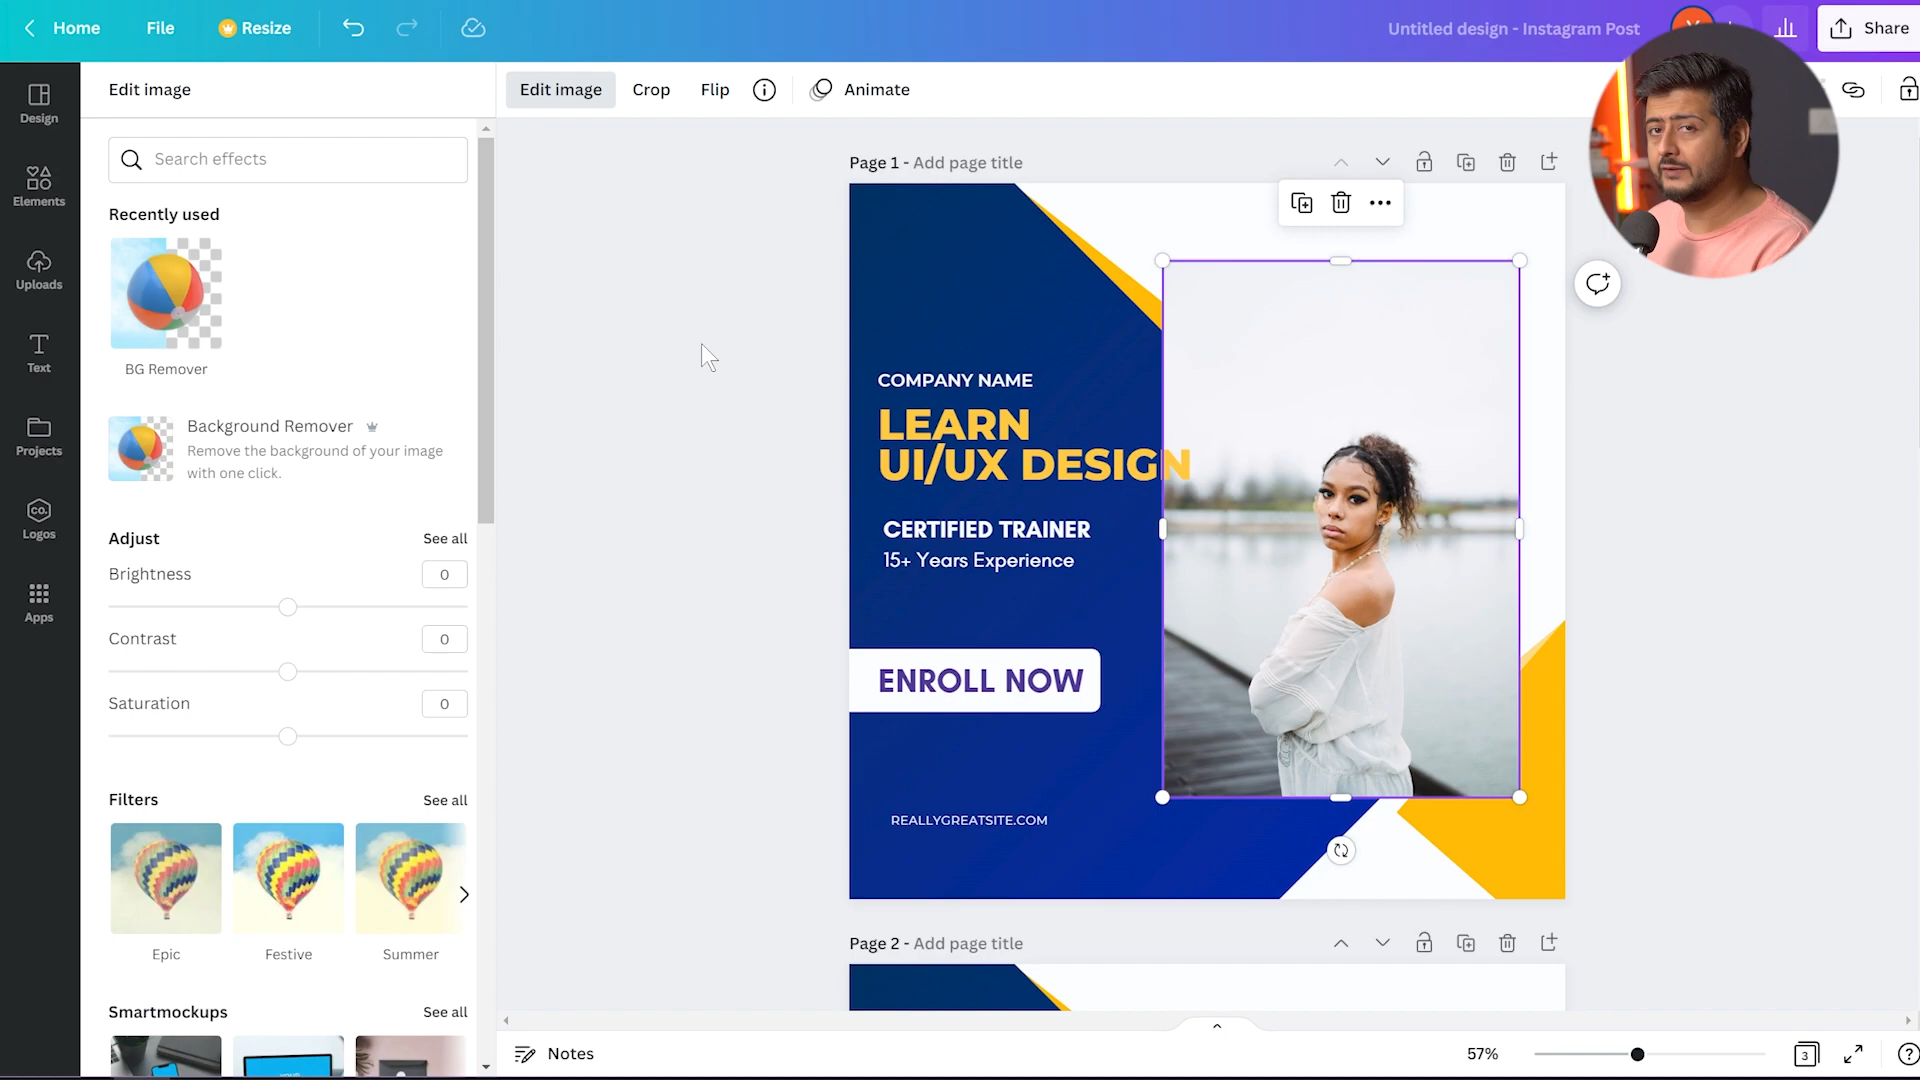 Home
File
Resize
Untitled design - Instagram Post
Share
Design
Elements
Uploads
Text
Projects
CO.
Logos
Apps
Edit image
Search effects
Recently used
BG Remover
Background Remover
Remove the background of your image
with one click.
Adjust
See all
Brightness
0
Contrast
0
Saturation
0
Filters
See all
Epic
Festive
Summer
Smartmockups
See all
Edit image
Crop
Flip
Animate
Page 1 - Add page title
COMPANY NAME
LEARN
UI/UX DESIGN
CERTIFIED TRAINER
15+ Years Experience
ENROLL NOW
REALLYGREATSITE.COM
Page 2 - Add page title
Notes
57%
3